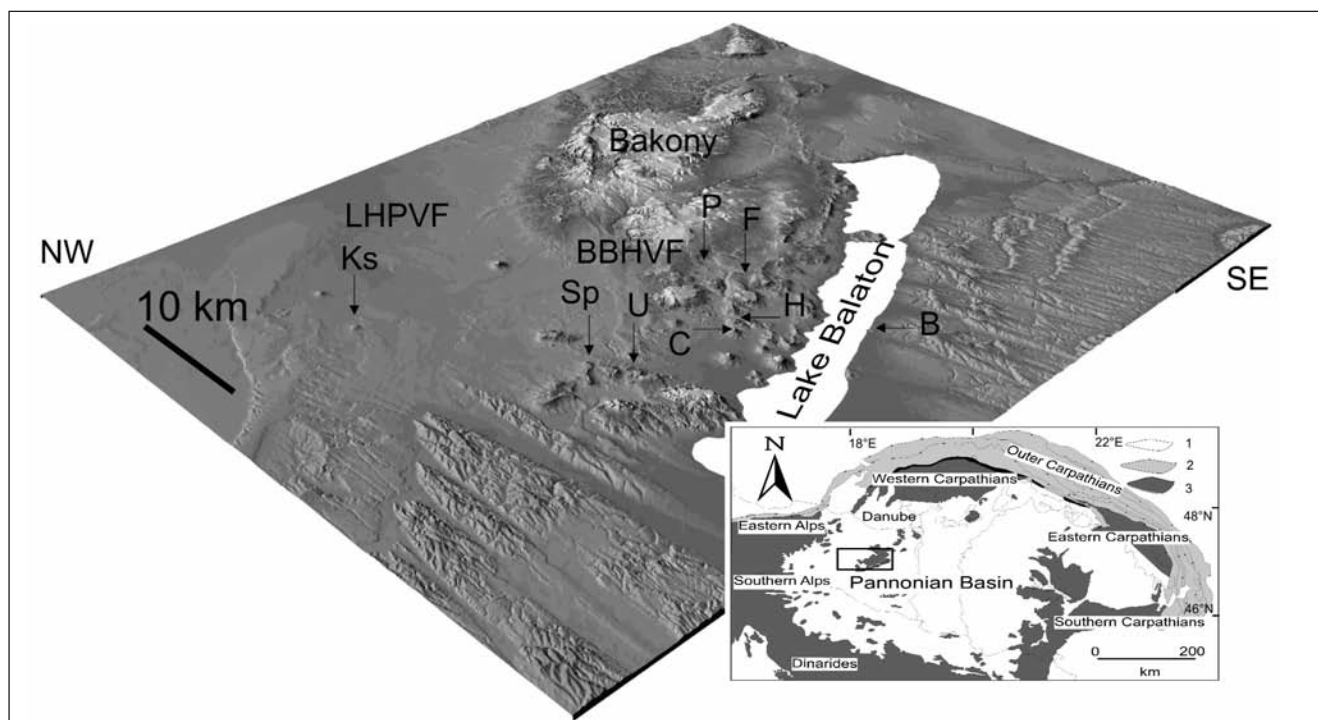 Bakony
LHPVF
P
F
NW
Ks
BBHVF
SE
10 km
Sp
U
H
C
B
Lake Balaton
N
18°E
22°E
1
2
3
Outer Carpathians
Western Carpathians
Eastern Alps
Danube
48°N
Eastern Carpathians
Southern Alps
Pannonian Basin
46°N
Southern Carpathians
Dinarides
0
200
km